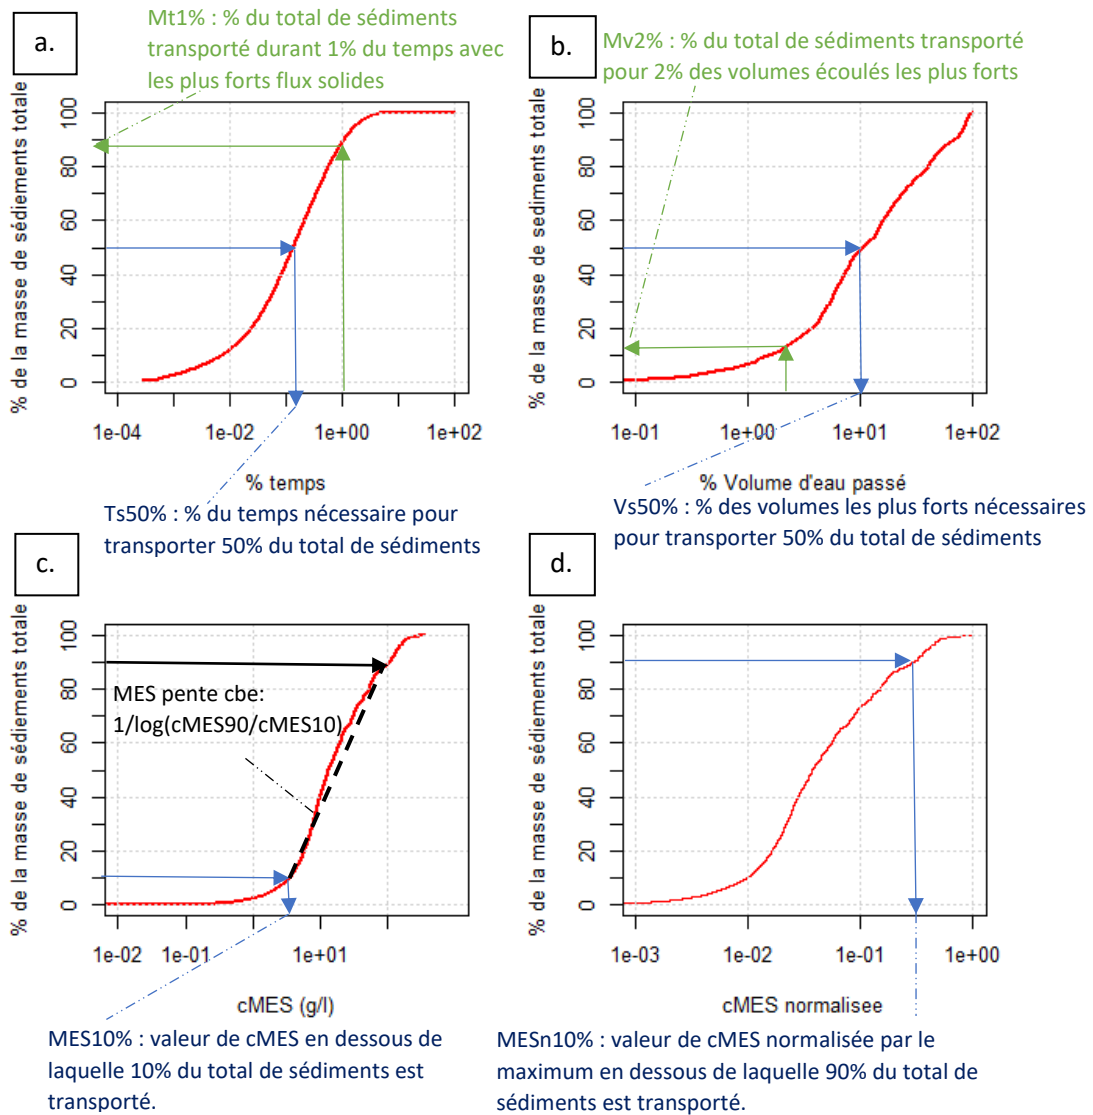 a.
Mt1% : % du total de sédiments
transporté durant 1% du temps avec
les plus forts flux solides
% de la masse de sédiements totale
100
80
60
40
20
0
1e-04
1e-02
1e+00
1e+02
% temps
Ts50% : % du temps nécessaire pour
transporter 50% du total de sédiments
b.
Mv2% : % du total de sédiments transporté
pour 2% des volumes écoulés les plus forts
% de la masse de sediments totale
100
80
60
40
20
0
1e-01
1e+00
1e+01
1e+02
% Volume d'eau passé
Vs50% : % des volumes les plus forts nécessaires
pour transporter 50% du total de sédiments
c.
% de la masse de sédiements totale
100
80
60
40
20
0
MES pente cbe:
1/log(cMES90/cMES10)
1e-02
1e-01
1e+01
cMES (g/l)
MES10% : valeur de cMES en dessous de
laquelle 10% du total de sédiments est
transporté.
d.
% de la masse de sédiements totale
100
80
60
40
20
0
1e-03
1e-02
1e-01
1e+00
cMES normalisee
MESn10% : valeur de cMES normalisée par le
maximum en dessous de laquelle 90% du total de
sédiments est transporté.